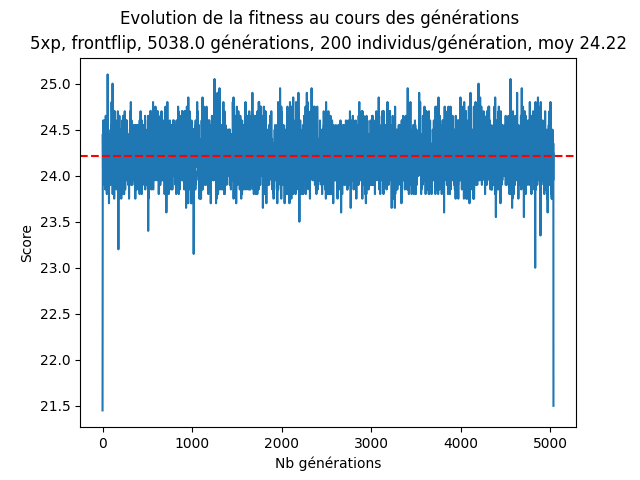 Evolution de la fitness au cours des générations
5xp, frontflip, 5038.0 générations, 200 individus/génération, moy 24.22
25.0
24.5
24.0
23.5
23.0
22.5
22.0
21.5
Score
0 1000 2000 3000 4000 5000
Nb générations